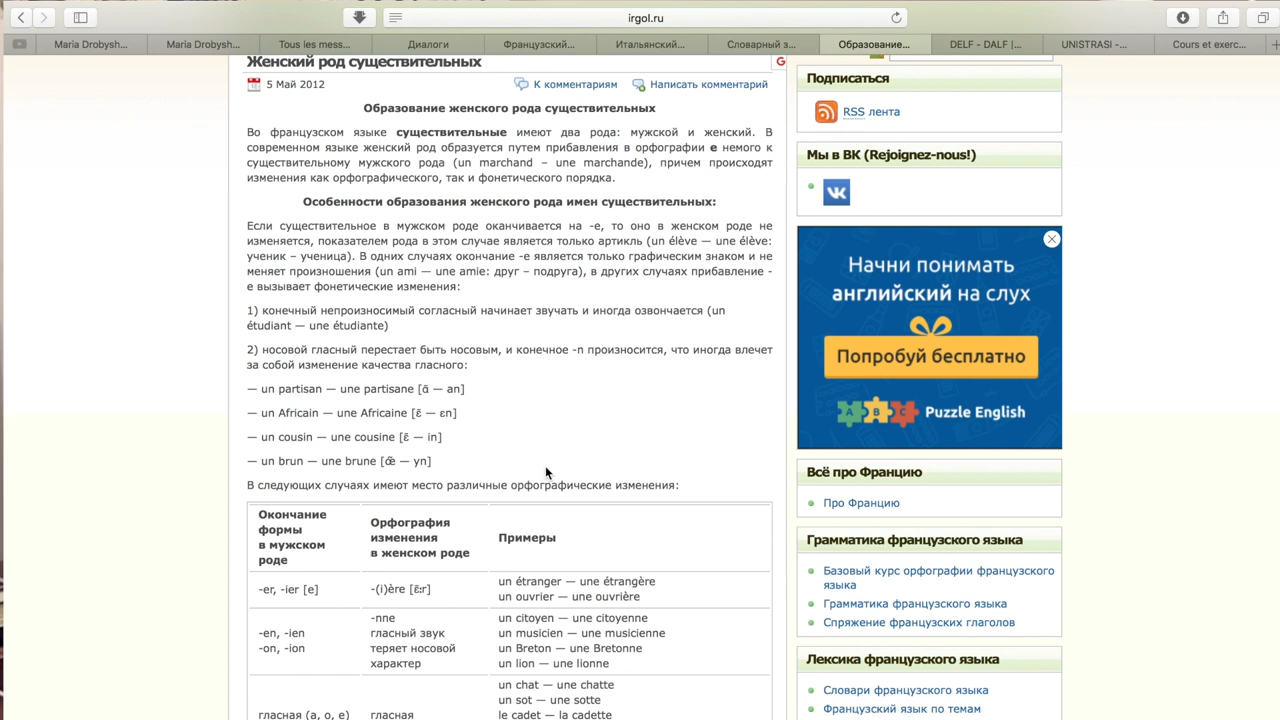 irgol.ru
Maria Drobysh...
Maria Drobysh...
Tous les mess...
Диалоги
Французский...
Итальянский...
Словарный з...
Образование...
DELF - DALF |...
UNISTRASI -...
Cours et exerc...
Женский род существительных
5 Май 2012
К комментариям
Написать комментарий
Образование женского рода существительных
Во французском языке существительные имеют два рода: мужской и женский. В
современном языке женский род образуется путем прибавления в орфографии e немого к
существительному мужского рода (un marchand – une marchande), причем происходят
изменения как орфографического, так и фонетического порядка.
Особенности образования женского рода имен существительных:
Если существительное в мужском роде оканчивается на -e, то оно в женском роде не
изменяется, показателем рода в этом случае является только артикль (un élève — une élève:
ученик – ученица). В одних случаях окончание -e является только графическим знаком и не
меняет произношения (un ami — une amie: друг – подруга), в других случаях прибавление -
e вызывает фонетические изменения:
1) конечный непроизносимый согласный начинает звучать и иногда озвончается (un
étudiant — une étudiante)
2) носовой гласный перестает быть носовым, и конечное -n произносится, что иногда влечет
за собой изменение качества гласного:
— un partisan — une partisane [ɑ̃ — an]
— un Africain — une Africaine [ɛ̃ — ɛn]
— un cousin — une cousine [ɛ̃ — in]
— un brun — une brune [œ̃ — yn]
В следующих случаях имеют место различные орфографические изменения:
Окончание
формы
в мужском
роде
Орфография
изменения
в женском роде
Примеры
-er, -ier [e]
-(i)ère [ɛ:r]
un étranger — une étrangère
un ouvrier — une ouvrière
-en, -ien
-on, -ion
-nne
гласный звук
теряет носовой
характер
un citoyen — une citoyenne
un musicien — une musicienne
un Breton — une Bretonne
un lion — une lionne
гласная (a, o, e)
гласная
un chat — une chatte
un sot — une sotte
le cadet — la cadette
Подписаться
RSS лента
Мы в ВК (Rejoignez-nous!)
Начни понимать
английский на слух
Попробуй бесплатно
A B C Puzzle English
Всё про Францию
Про Францию
Грамматика французского языка
Базовый курс орфографии французского
языка
Грамматика французского языка
Спряжение французских глаголов
Лексика французского языка
Словари французского языка
Французский язык по темам